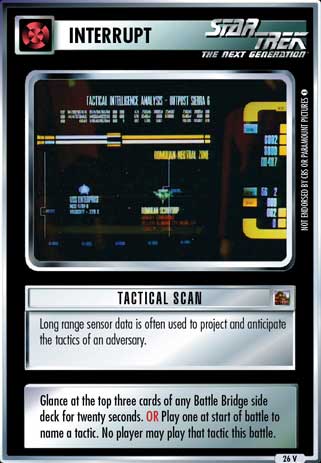 INTERRUPT
STAR TREK
THE NEXT GENERATION
TACTICAL INTELLIGENCE ANALYSIS - OUTPOST SIERRA 6
ROMULAN NEUTRAL ZONE
USS ENTERPRISE
ROMULAN SCOUTSHIP
NOT ENDORSED BY CBS OR PARAMOUNT PICTURES
TACTICAL SCAN
Long range sensor data is often used to project and anticipate
the tactics of an adversary.
Glance at the top three cards of any Battle Bridge side
deck for twenty seconds. OR Play one at start of battle to
name a tactic. No player may play that tactic this battle.
26 V